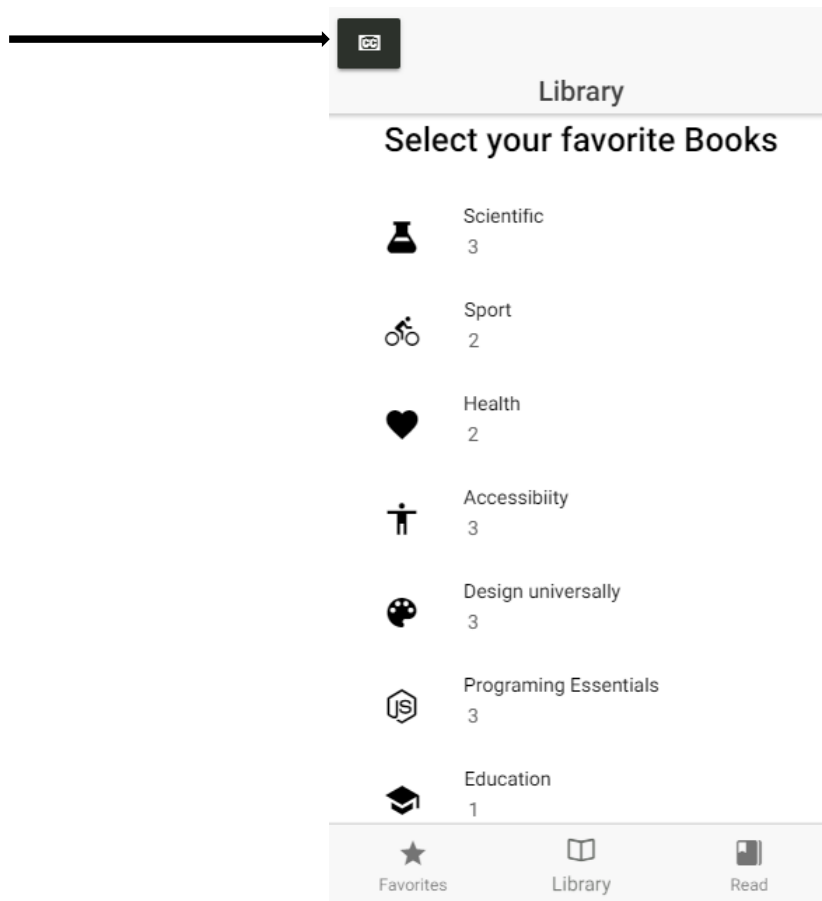 CC
Library
Select your favorite Books
Scientific
3
Sport
2
Health
2
Accessibiity
3
Design universally
3
JS
Programing Essentials
3
Education
1
Favorites Library Read